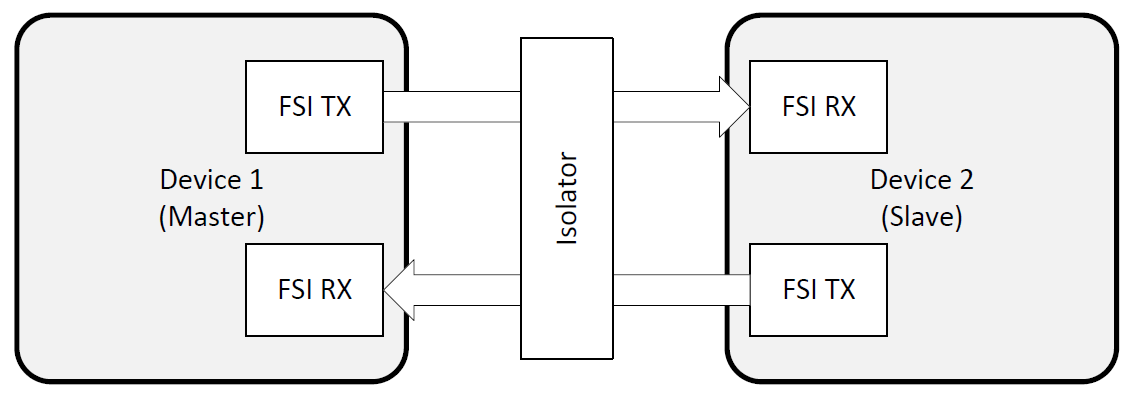 FSI TX
FSI RX
Device 1
(Master)
Isolator
Device 2
(Slave)
FSI RX
FSI TX